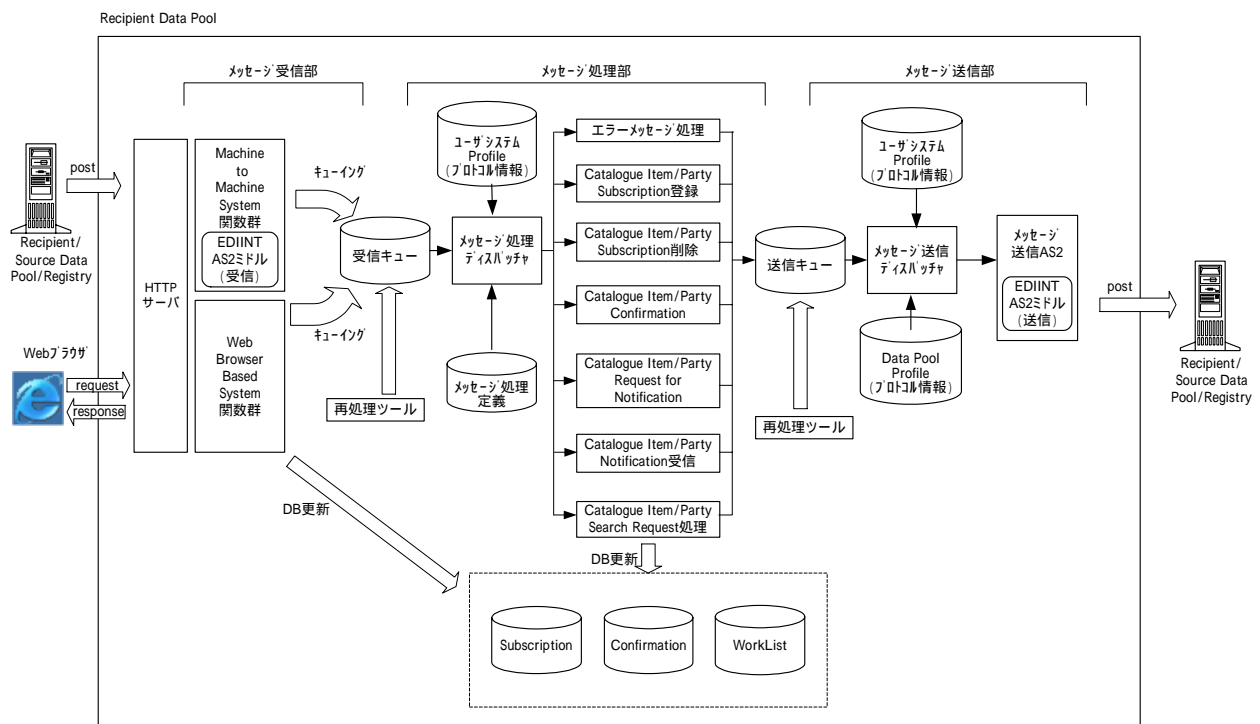 Recipient Data Pool
ﾒｯｾｰｼﾞ受信部
ﾒｯｾｰｼﾞ処理部
ﾒｯｾｰｼﾞ送信部
post
Recipient/
Source Data
Pool/Registry
Webﾌﾞﾗｳｻﾞ
request
response
HTTP
サーバ
Machine
to
Machine
System
関数群
EDIINT
AS2ﾐﾄﾞﾙ
(受信)
Web
Browser
Based
System
関数群
ｷｭｰｲﾝｸﾞ
ｷｭｰｲﾝｸﾞ
受信キュー
再処理ツール
ﾕｰｻﾞｼｽﾃﾑ
Profile
(ﾌﾟﾛﾄｺﾙ情報)
ﾒｯｾｰｼﾞ処理
ﾃﾞｨｽﾊﾟｯﾁｬ
ﾒｯｾｰｼﾞ処理
定義
エラーメッセージ処理
Catalogue Item/Party
Subscription登録
Catalogue Item/Party
Subscription削除
Catalogue Item/Party
Confirmation
Catalogue Item/Party
Request for
Notification
Catalogue Item/Party
Notification受信
Catalogue Item/Party
Search Request処理
送信キュー
再処理ツール
ﾕｰｻﾞｼｽﾃﾑ
Profile
(ﾌﾟﾛﾄｺﾙ情報)
ﾒｯｾｰｼﾞ送信
ﾃﾞｨｽﾊﾟｯﾁｬ
Data Pool
Profile
(ﾌﾟﾛﾄｺﾙ情報)
ﾒｯｾｰｼﾞ
送信AS2
EDIINT
AS2ﾐﾄﾞﾙ
(送信)
post
Recipient/
Source Data
Pool/Registry
DB更新
DB更新
Subscription
Confirmation
WorkList